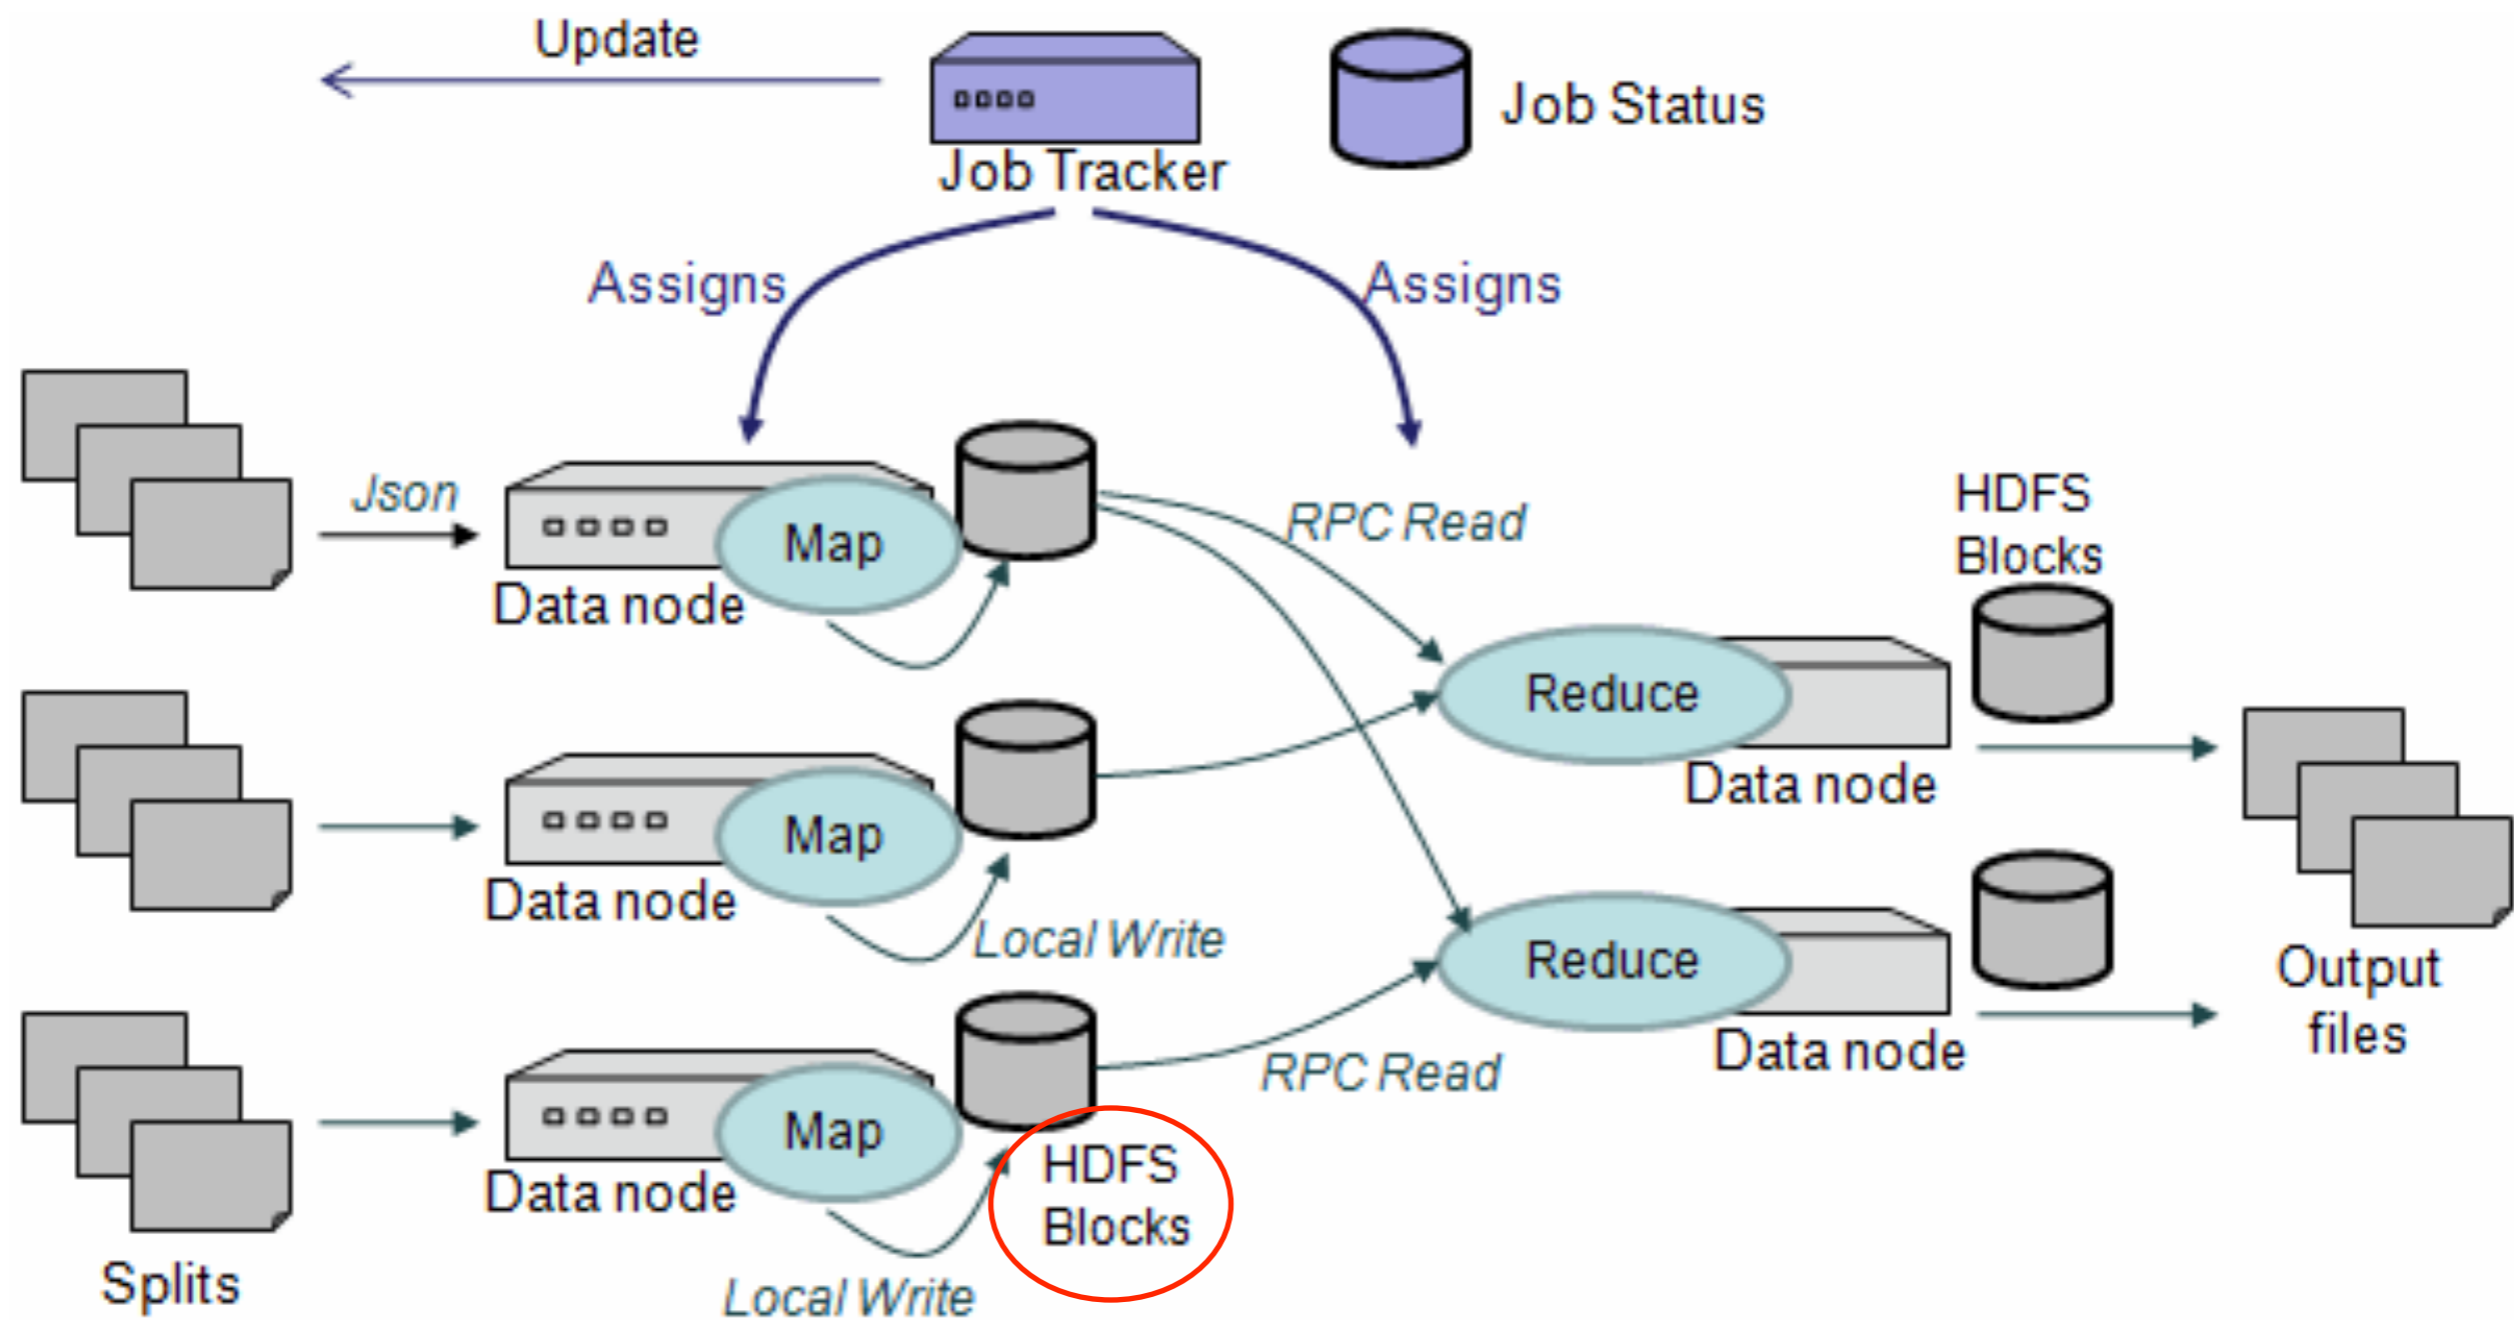 Update
Job Status
Job Tracker
Assigns
Assigns
Json
Map
Data node
RPC Read
HDFS
Blocks
Reduce
Data node
Map
Data node
Local Write
Reduce
Data node
Output
files
RPC Read
Map
Data node
HDFS
Blocks
Splits
Local Write